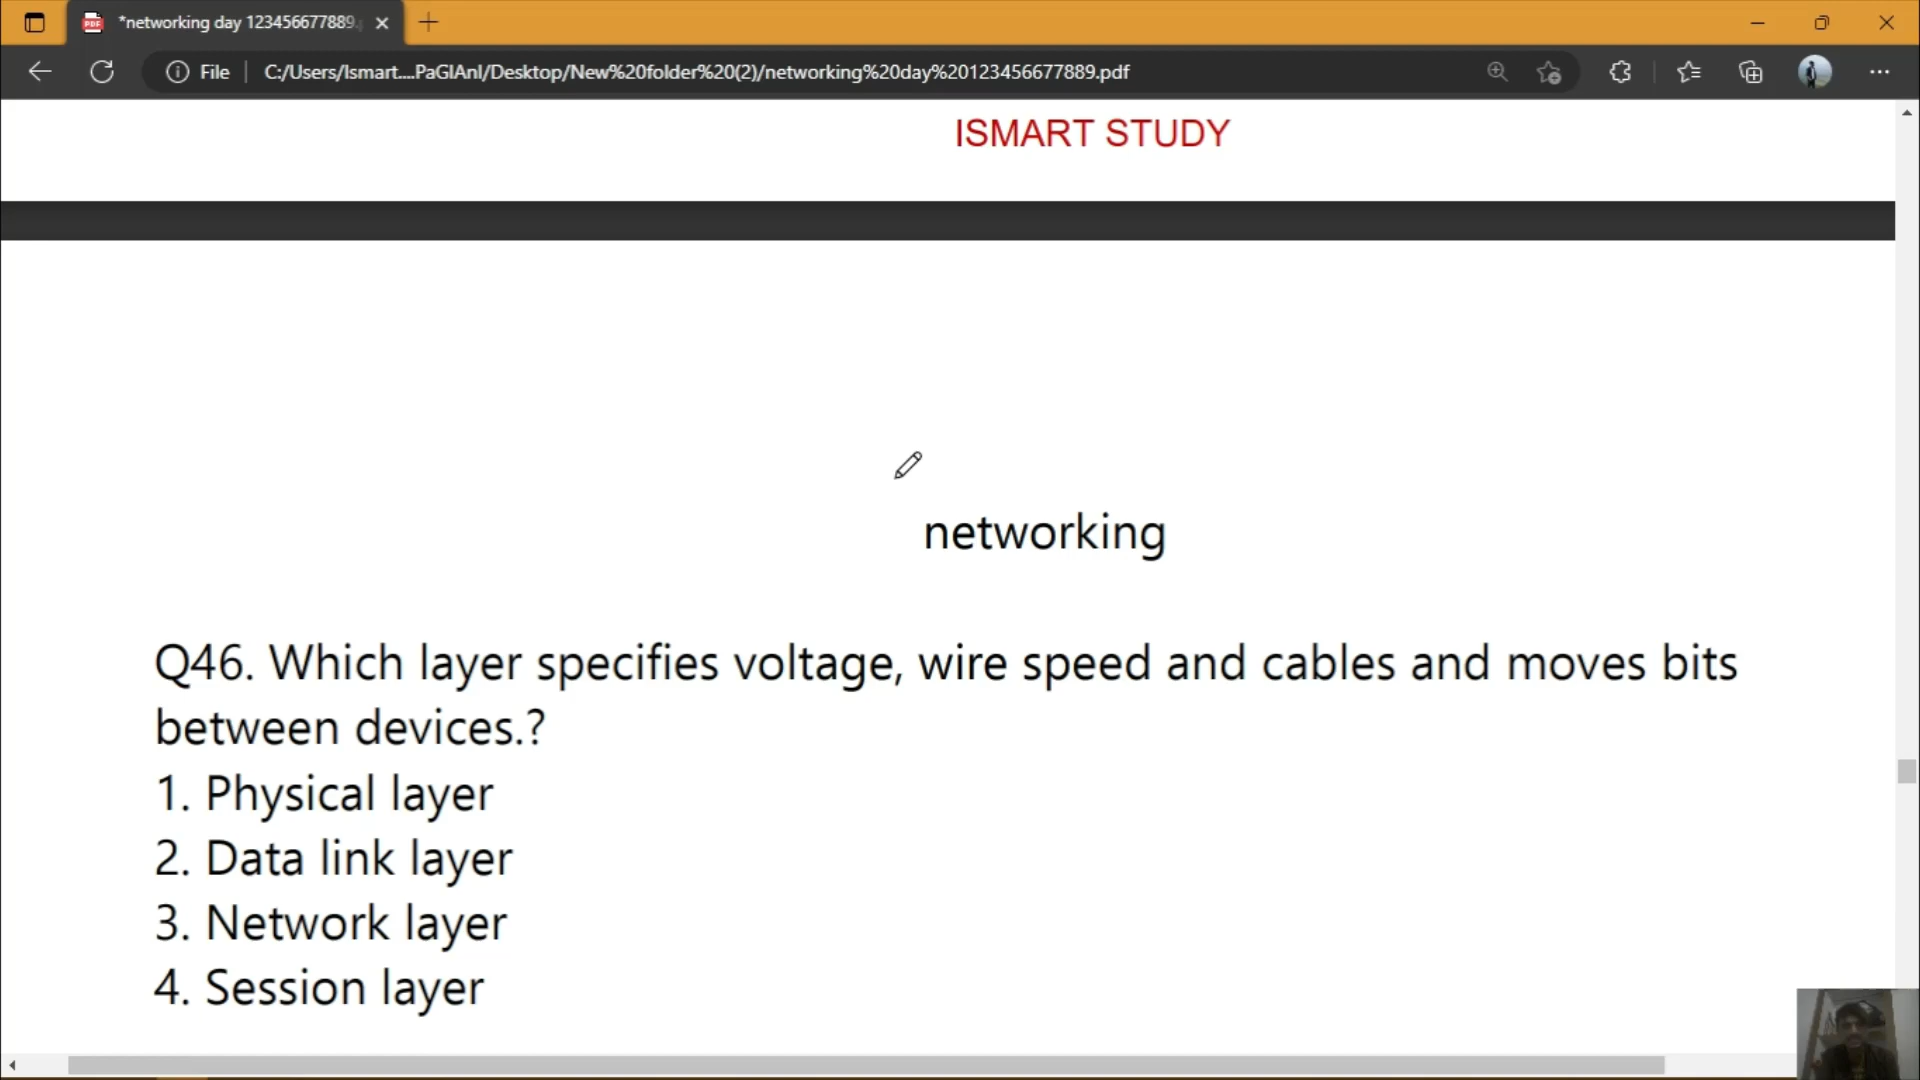 *networking day 123456677889.
File
C:/Users/Ismart....PaGIAnI/Desktop/New%20folder%20(2)/networking%20day%20123456677889.pdf
ISMART STUDY
networking
Q46. Which layer specifies voltage, wire speed and cables and moves bits
between devices.?
1. Physical layer
2. Data link layer
3. Network layer
4. Session layer